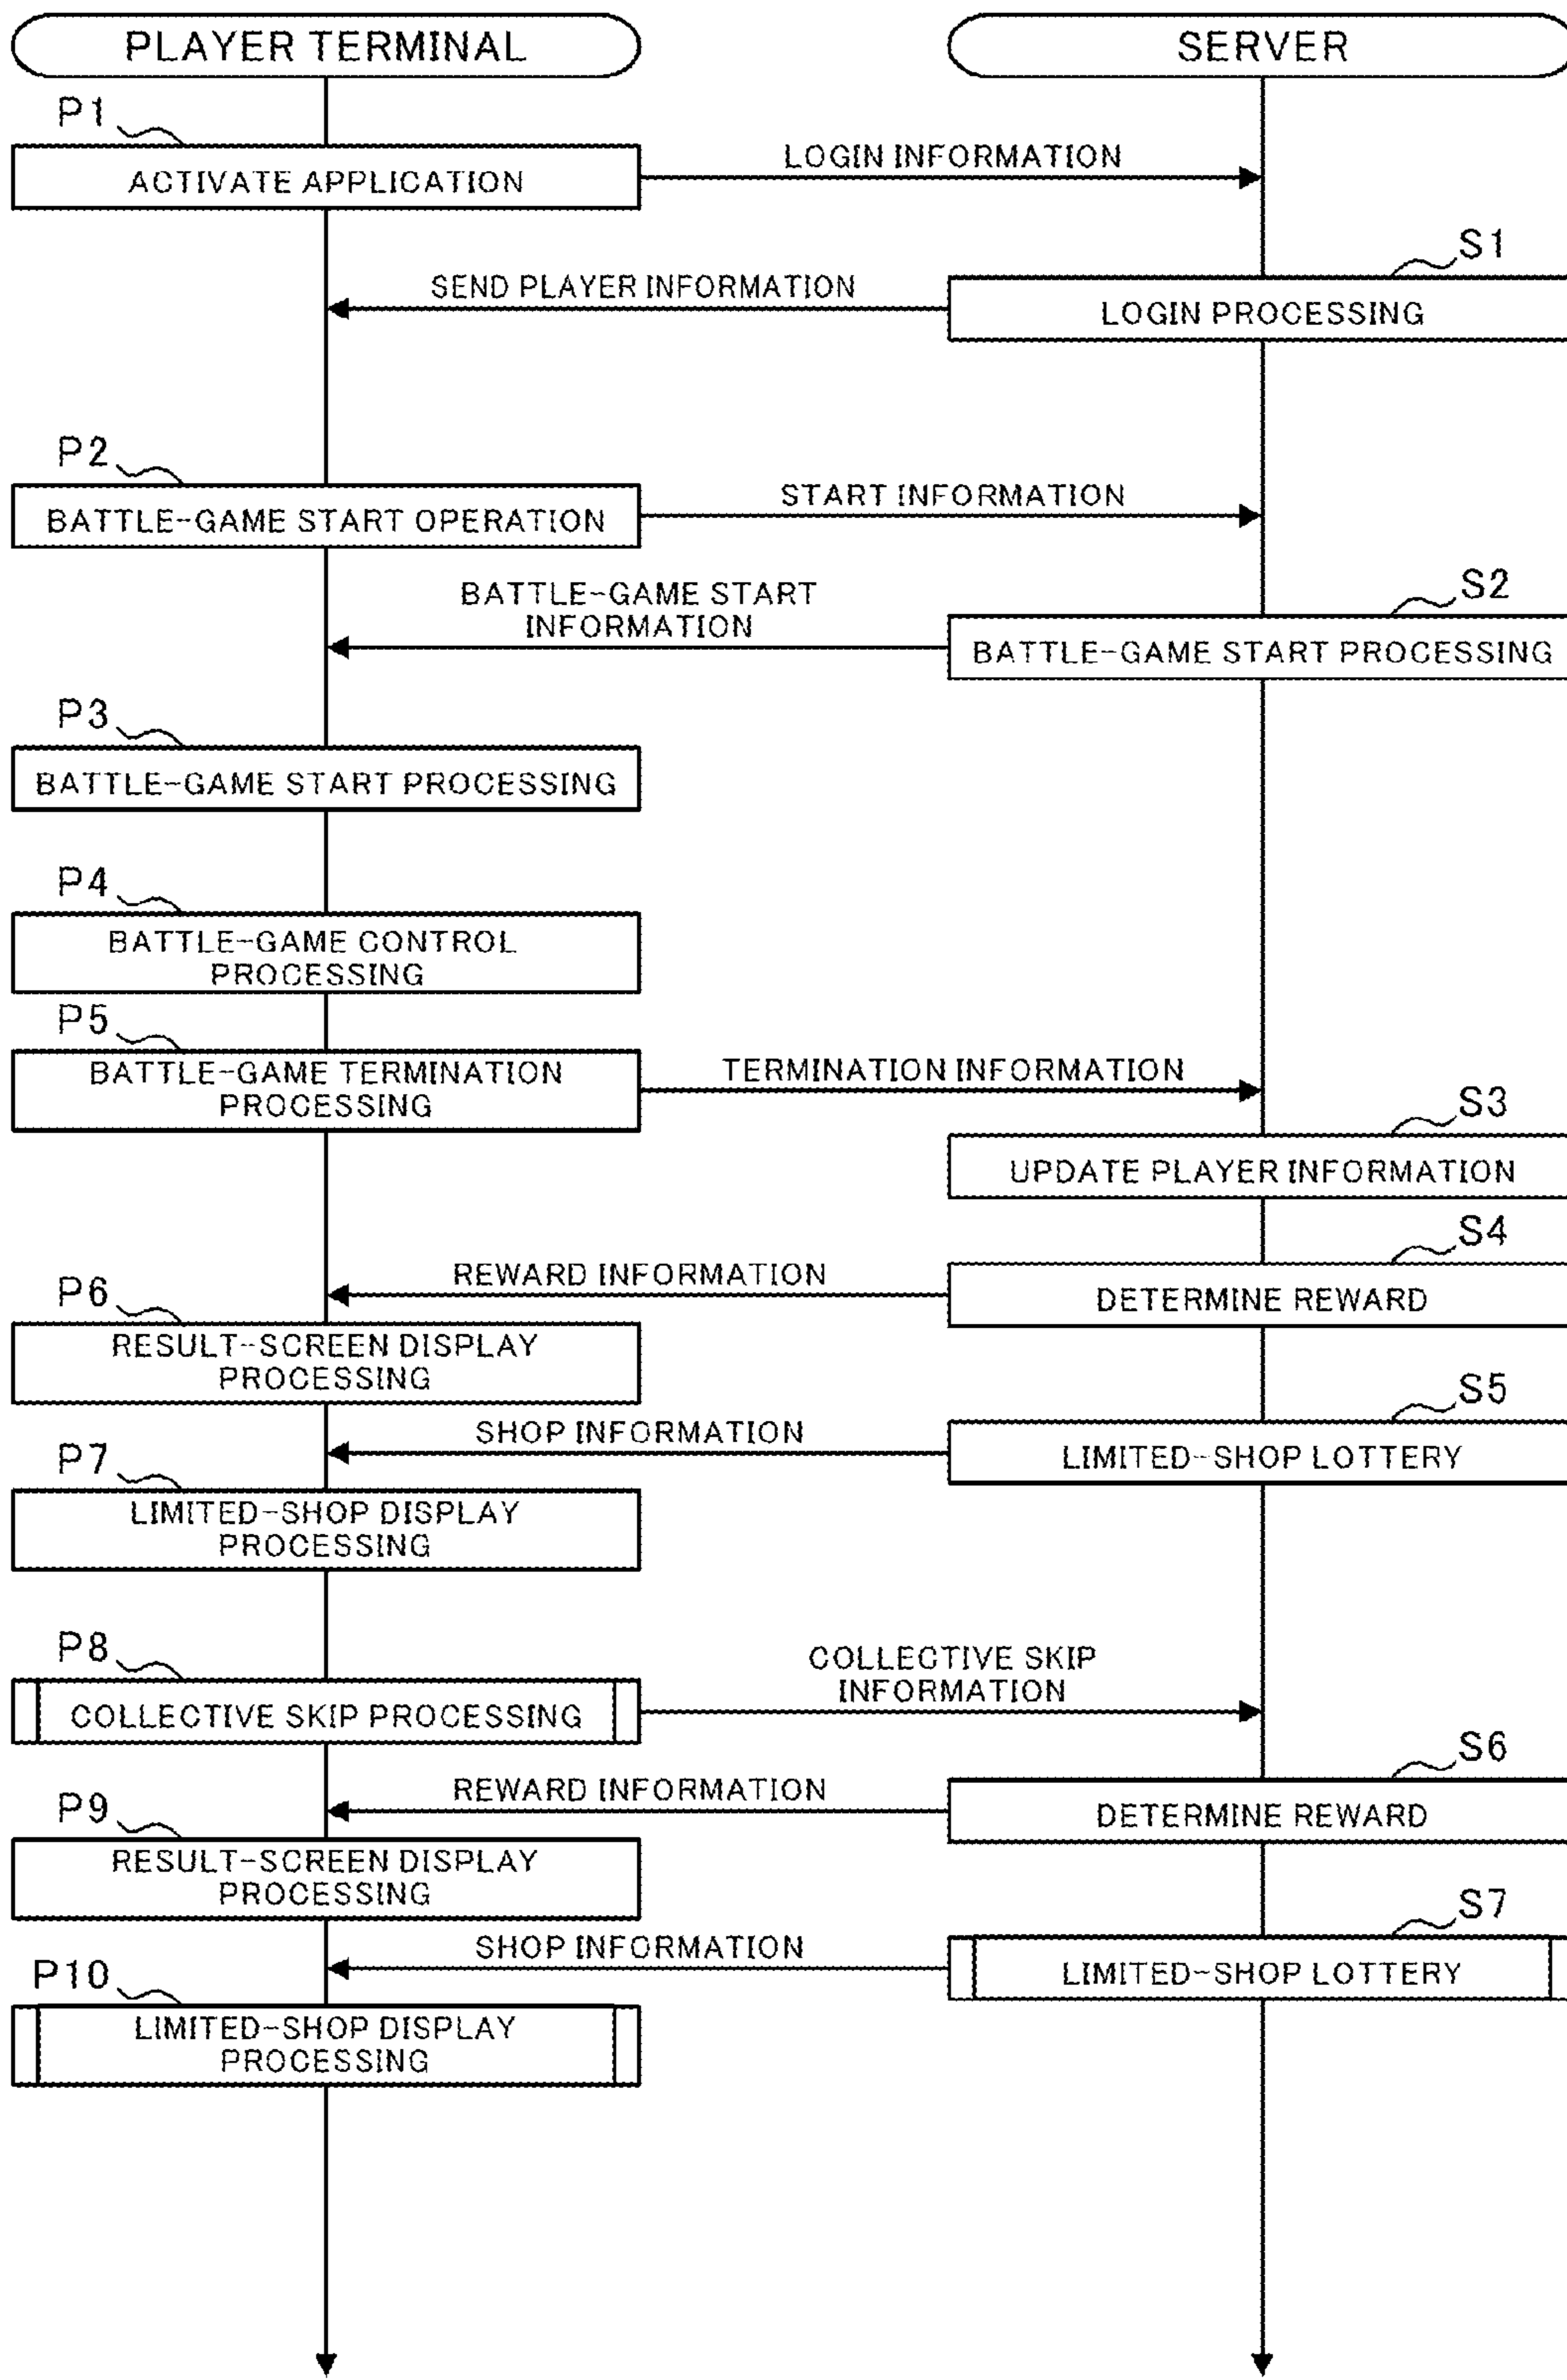 PLAYER TERMINAL
SERVER
P1
ACTIVATE APPLICATION
LOGIN INFORMATION
S1
SEND PLAYER INFORMATION
LOGIN PROCESSING
P2
BATTLE-GAME START OPERATION
START INFORMATION
BATTLE-GAME START
INFORMATION
S2
BATTLE-GAME START PROCESSING
P3
BATTLE-GAME START PROCESSING
P4
BATTLE-GAME CONTROL
PROCESSING
P5
BATTLE-GAME TERMINATION
PROCESSING
TERMINATION INFORMATION
S3
UPDATE PLAYER INFORMATION
S4
REWARD INFORMATION
DETERMINE REWARD
P6
RESULT-SCREEN DISPLAY
PROCESSING
S5
SHOP INFORMATION
LIMITED-SHOP LOTTERY
P7
LIMITED-SHOP DISPLAY
PROCESSING
P8
COLLECTIVE SKIP PROCESSING
COLLECTIVE SKIP
INFORMATION
S6
REWARD INFORMATION
DETERMINE REWARD
P9
RESULT-SCREEN DISPLAY
PROCESSING
S7
SHOP INFORMATION
LIMITED-SHOP LOTTERY
P10
LIMITED-SHOP DISPLAY
PROCESSING